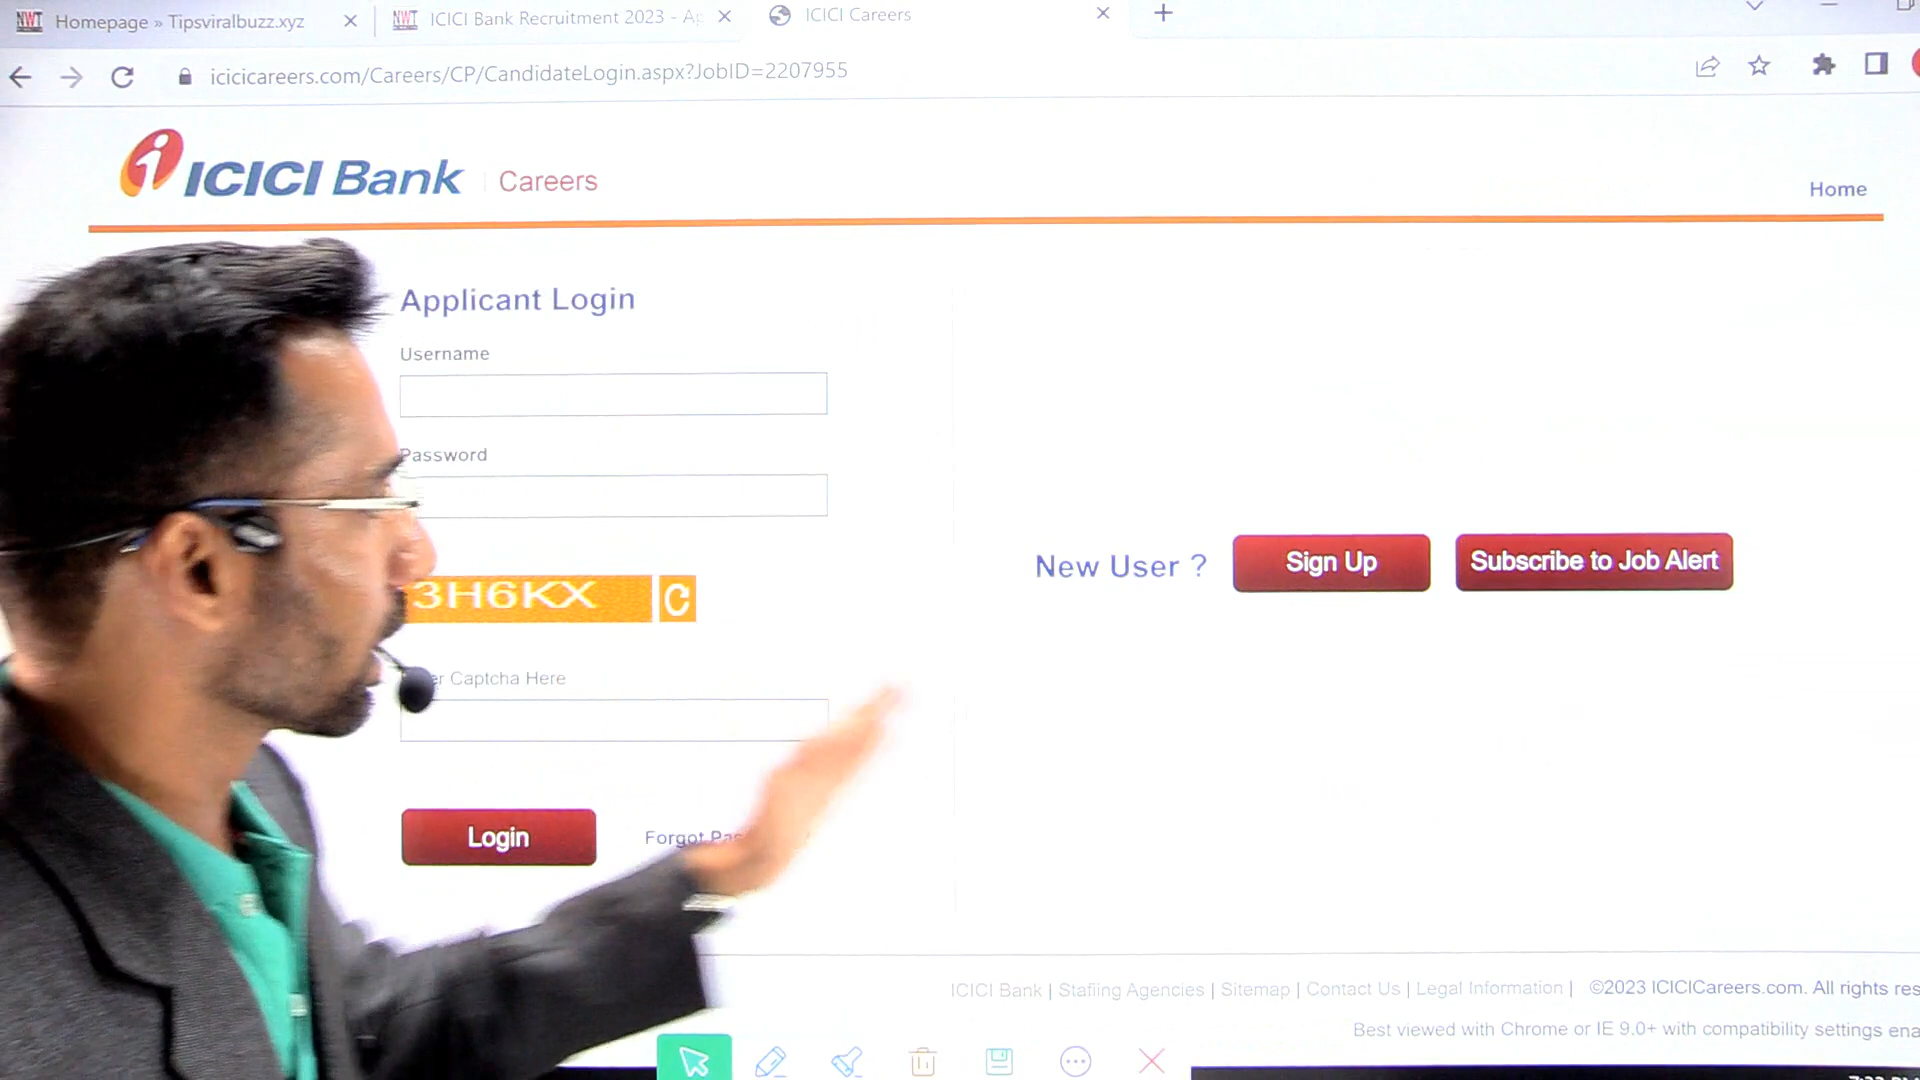 Homepage » Tipsviralbuzz.xyz
ICICI Bank Recruitment 2023 - Ap
ICICI Careers
icicicareers.com/Careers/CP/CandidateLogin.aspx?JobID=2207955
ICICI Bank
Careers
Home
Applicant Login
Username
Password
3H6KX
C
Captcha Here
Login
Forgot
New User ?
Sign Up
Subscribe to Job Alert
ICICI Bank | Stafiing Agencies | Sitemap | Contact Us | Legal Information | ©2023 ICICICareers.com. All rights res
Best viewed with Chrome or IE 9.0+ with compatibility settings ena